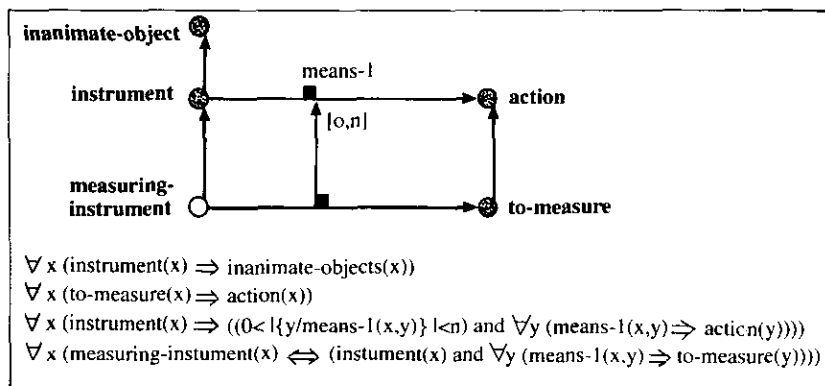 inanimate-object
means-1
instrument
action
[o,n]
measuring-
instrument
to-measure
∀ x (instrument(x) ⇒ inanimate-objects(x))
∀ x (to-measure(x) ⇒ action(x))
∀ x (instrument(x) ⇒ ((0< |{y/means-1(x,y)} |<n) and ∀y (means-1(x,y) ⇒ action(y))))
∀ x (measuring-instument(x) ⇔ (instument(x) and ∀y (means-1(x,y) ⇒ to-measure(y))))